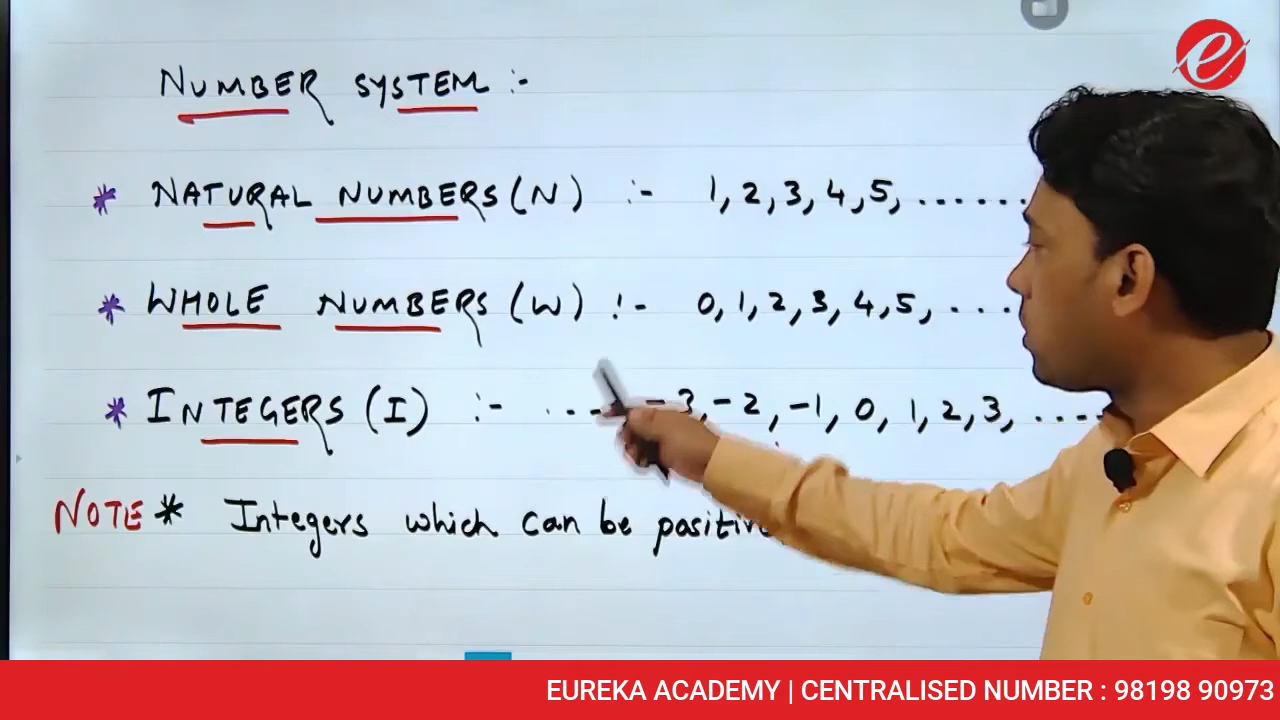 NUMBER SYSTEM :-
* NATURAL NUMBERS (N) :- 1, 2, 3, 4, 5, ......
* WHOLE NUMBERS (W) :- 0, 1, 2, 3, 4, 5, ....
* INTEGERS (I) :- .... -3, -2, -1, 0, 1, 2, 3, ....
NOTE * Integers which can be positive,
EUREKA ACADEMY | CENTRALISED NUMBER : 98198 90973